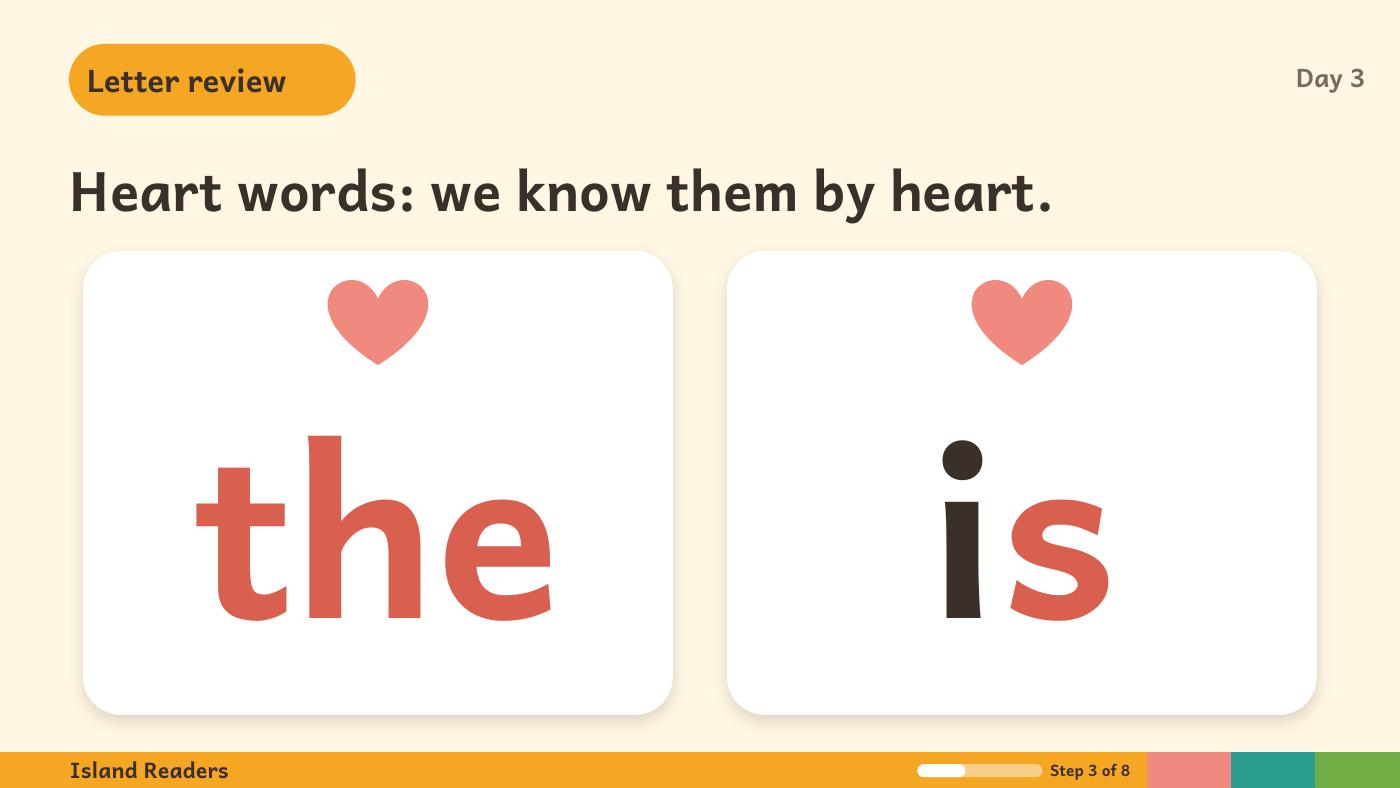 Letter review
Day 3
Heart words: we know them by heart.
the
is
Island Readers
Step 3 of 8